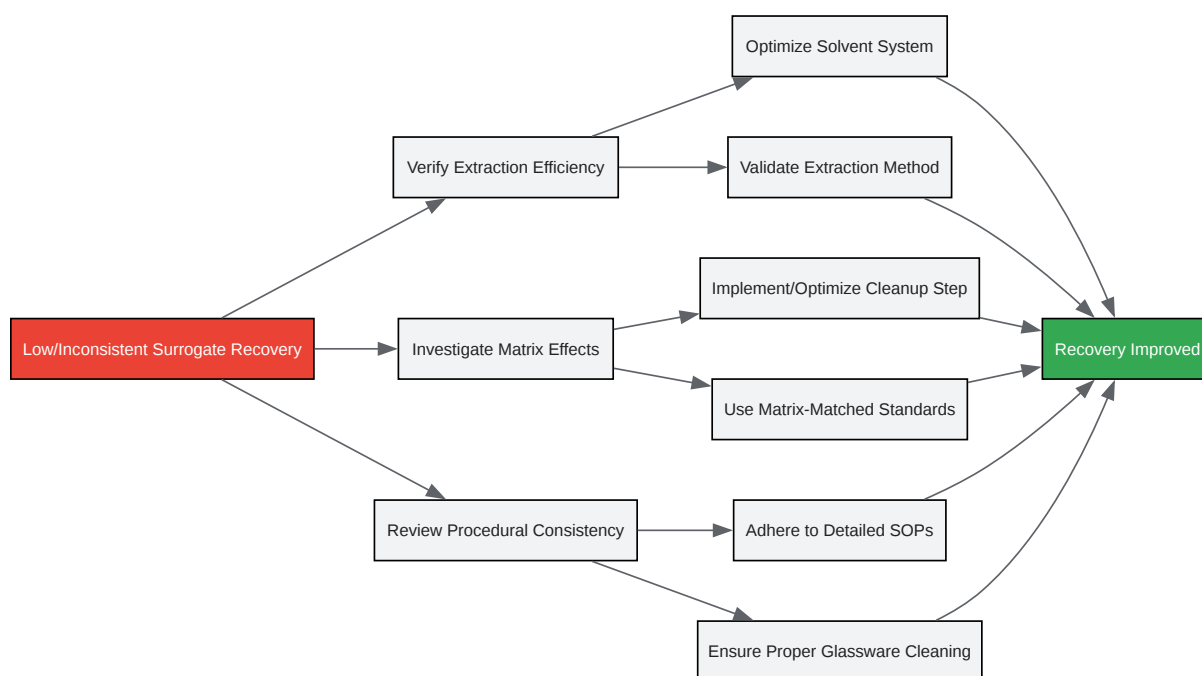 Optimize Solvent System
Verify Extraction Efficiency
Validate Extraction Method
Implement/Optimize Cleanup Step
Low/Inconsistent Surrogate Recovery
Investigate Matrix Effects
Recovery Improved
Use Matrix-Matched Standards
Review Procedural Consistency
Adhere to Detailed SOPs
Ensure Proper Glassware Cleaning